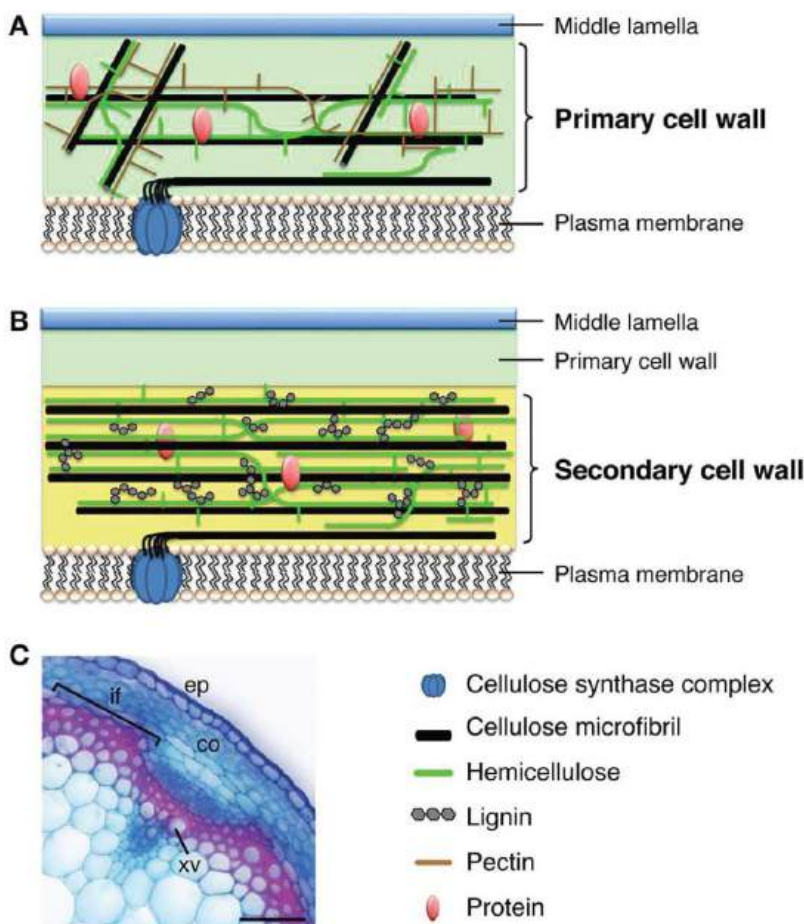 A
Middle lamella
Primary cell wall
Plasma membrane
B
Middle lamella
Primary cell wall
Secondary cell wall
Plasma membrane
C
if
ep
co
xv
Cellulose synthase complex
Cellulose microfibril
Hemicellulose
Lignin
Pectin
Protein